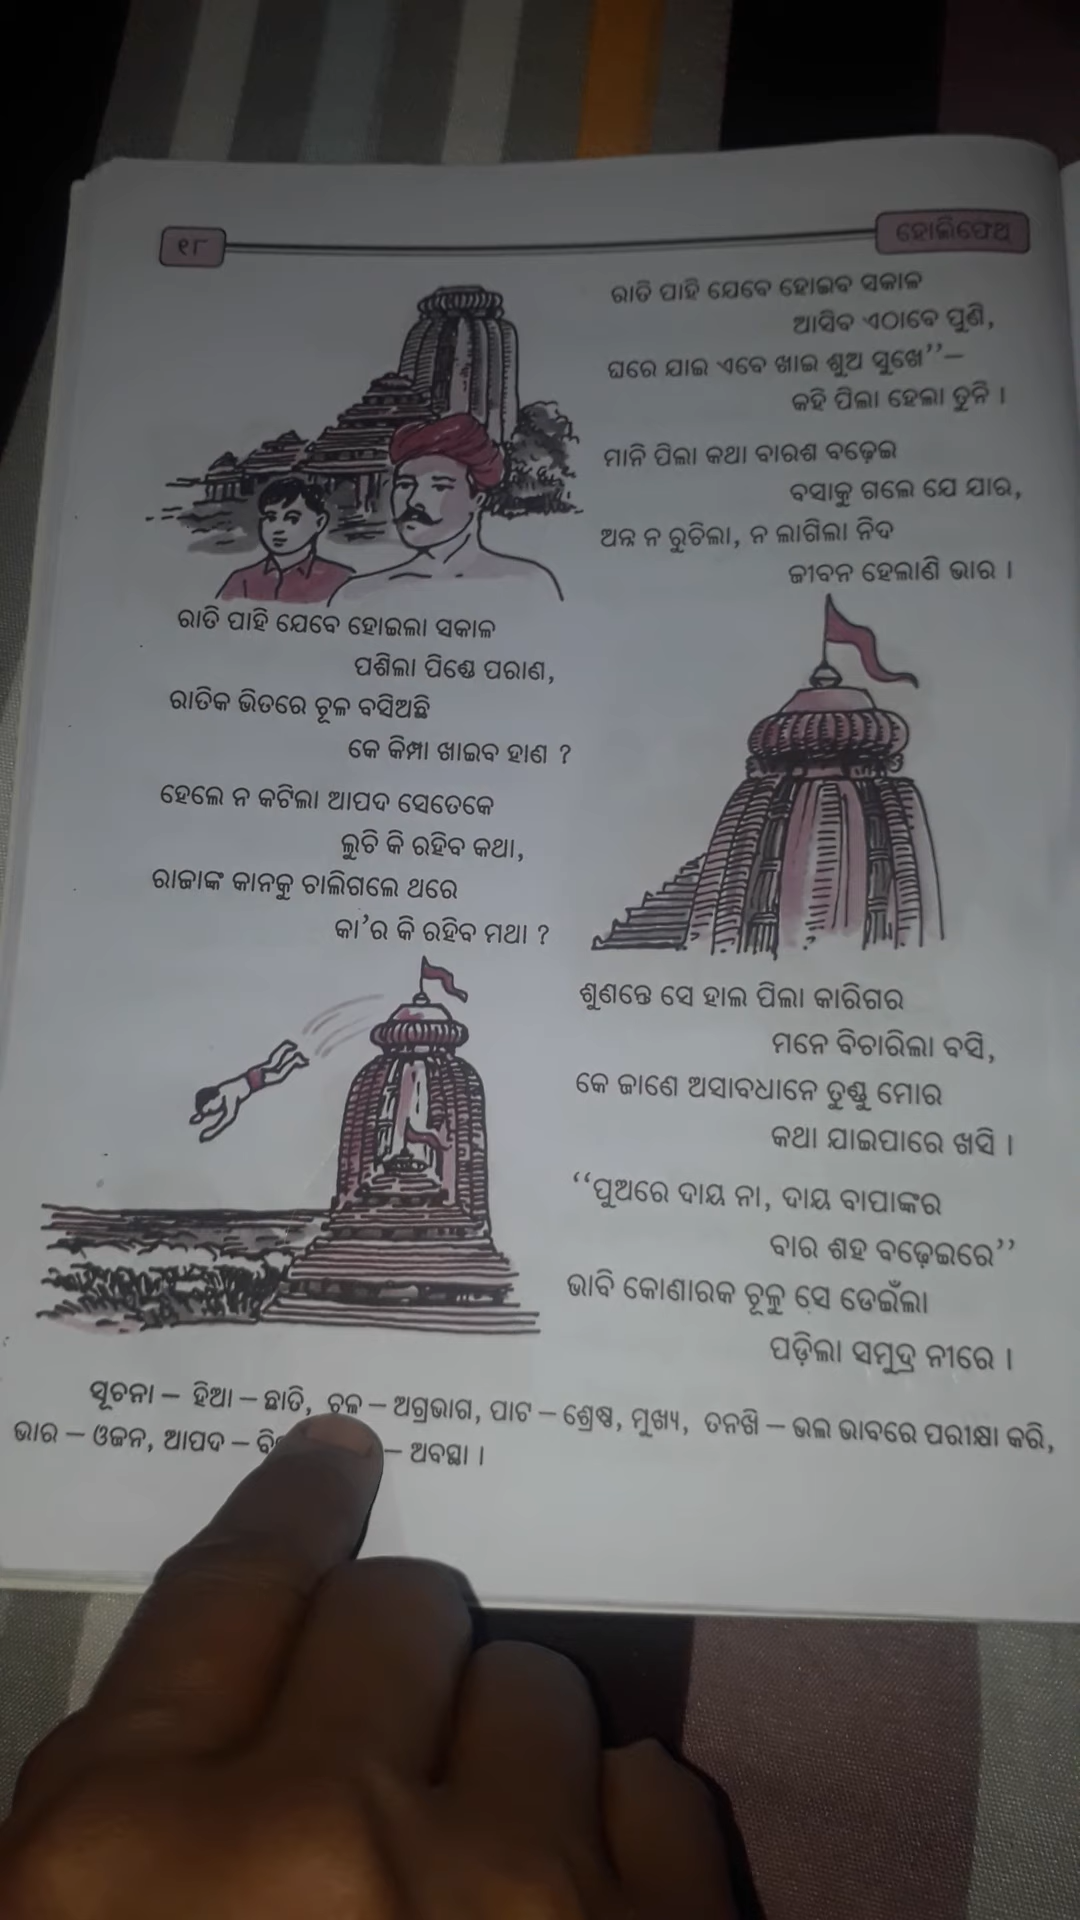 ୧୮
ହୋଲିଫେଥ୍
ରାତି ପାହି ଯେବେ ହୋଇବ ସକାଳ
ଆସିବ ଏଠାବେ ପୁଣି,
ଘରେ ଯାଇ ଏବେ ଖାଇ ଶୁଅ ସୁଖେ’’–
କହି ପିଲା ହେଲା ତୁନି ।
ମାନି ପିଲା କଥା ବାରଶ ବଢ଼େଇ
ବସାକୁ ଗଲେ ଯେ ଯାର,
ଅନ୍ନ ନ ରୁଚିଲା, ନ ଲାଗିଲା ନିଦ
ଜୀବନ ହେଲାଣି ଭାର ।
ରାତି ପାହି ଯେବେ ହୋଇଲା ସକାଳ
ପଶିଲା ପିଣ୍ଡେ ପରାଣ,
ରାତିକ ଭିତରେ ଚୂଳ ବସିଅଛି
କେ କିମ୍ପା ଖାଇବ ହାଣ ?
ହେଲେ ନ କଟିଲା ଆପଦ ସେତେକେ
ଲୁଚି କି ରହିବ କଥା,
ରାଜାଙ୍କ କାନକୁ ଚାଲିଗଲେ ଥରେ
କା’ର କି ରହିବ ମଥା ?
ଶୁଣନ୍ତେ ସେ ହାଲ ପିଲା କାରିଗର
ମନେ ବିଚାରିଲା ବସି,
କେ ଜାଣେ ଅସାବଧାନେ ତୁଣ୍ଡୁ ମୋର
କଥା ଯାଇପାରେ ଖସି ।
‘‘ପୁଅରେ ଦାୟ ନା, ଦାୟ ବାପାଙ୍କର
ବାର ଶହ ବଢ଼େଇରେ’’
ଭାବି କୋଣାରକ ଚୂଳୁ ସେ ଡେଇଁଲା
ପଡ଼ିଲା ସମୁଦ୍ର ନୀରେ ।
ସୂଚନା – ହିଆ – ଛାତି, ଚୂଳ – ଅଗ୍ରଭାଗ, ପାଟ – ଶ୍ରେଷ୍ଠ, ମୁଖ୍ୟ, ତନଖି – ଭଲ ଭାବରେ ପରୀକ୍ଷା କରି,
ଭାର – ଓଜନ, ଆପଦ – – ଅବସ୍ଥା ।